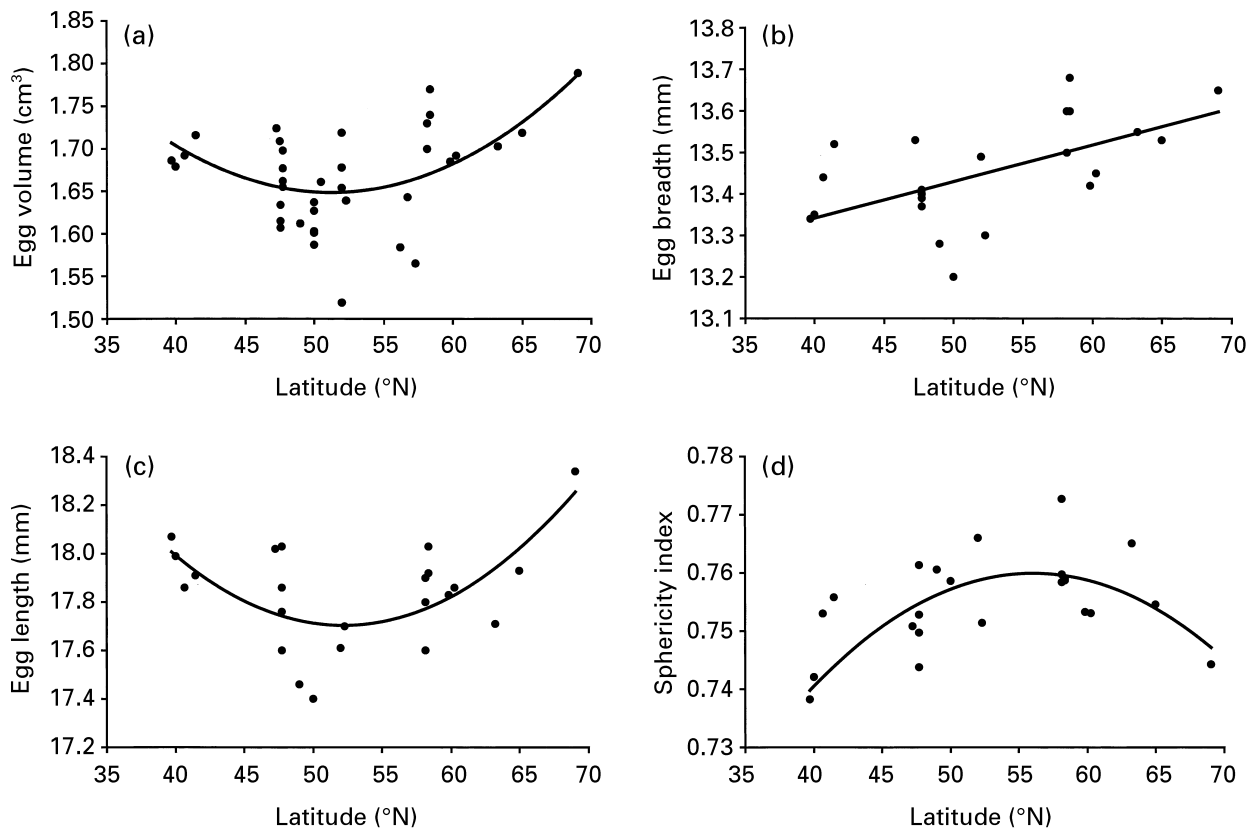 (a)
1.85
1.80
1.75
1.70
1.65
1.60
1.55
1.50
Egg volume (cm³)
35 40 45 50 55 60 65 70
Latitude (°N)
(b)
13.8
13.7
13.6
13.5
13.4
13.3
13.2
13.1
Egg breadth (mm)
35 40 45 50 55 60 65 70
Latitude (°N)
(c)
18.4
18.2
18.0
17.8
17.6
17.4
17.2
Egg length (mm)
35 40 45 50 55 60 65 70
Latitude (°N)
(d)
0.78
0.77
0.76
0.75
0.74
0.73
Sphericity index
35 40 45 50 55 60 65 70
Latitude (°N)